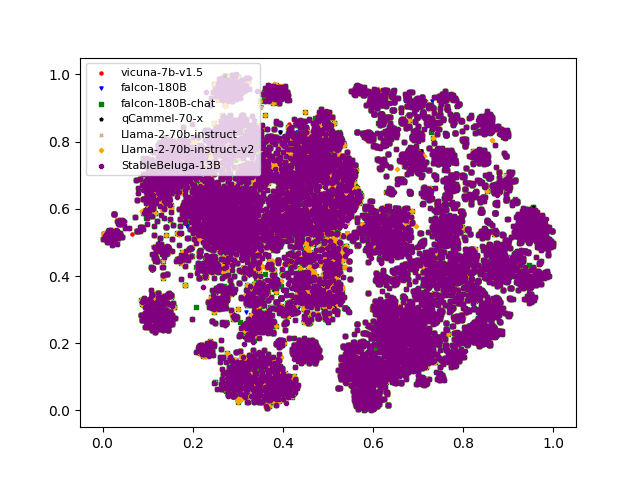 1.0
0.8
0.6
0.4
0.2
0.0
0.0 0.2 0.4 0.6 0.8 1.0
vicuna-7b-v1.5
falcon-180B
falcon-180B-chat
qCammel-70-x
Llama-2-70b-instruct
Llama-2-70b-instruct-v2
StableBeluga-13B